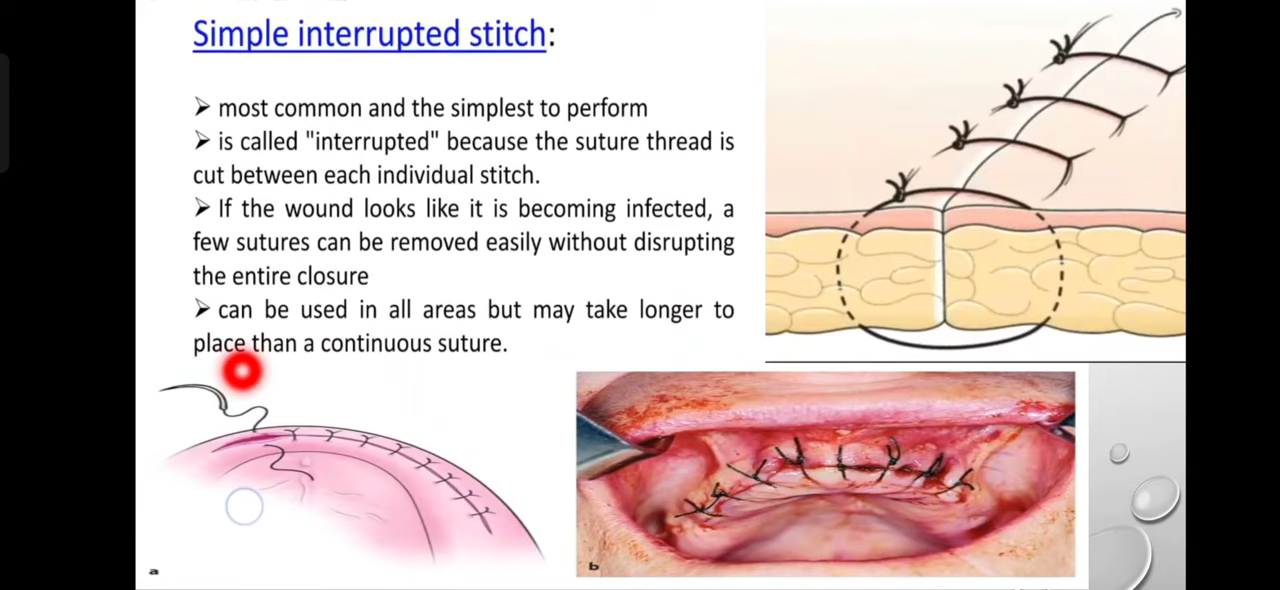 Simple interrupted stitch:
➢ most common and the simplest to perform
➢ is called "interrupted" because the suture thread is
cut between each individual stitch.
➢ If the wound looks like it is becoming infected, a
few sutures can be removed easily without disrupting
the entire closure
➢ can be used in all areas but may take longer to
place than a continuous suture.
a
b